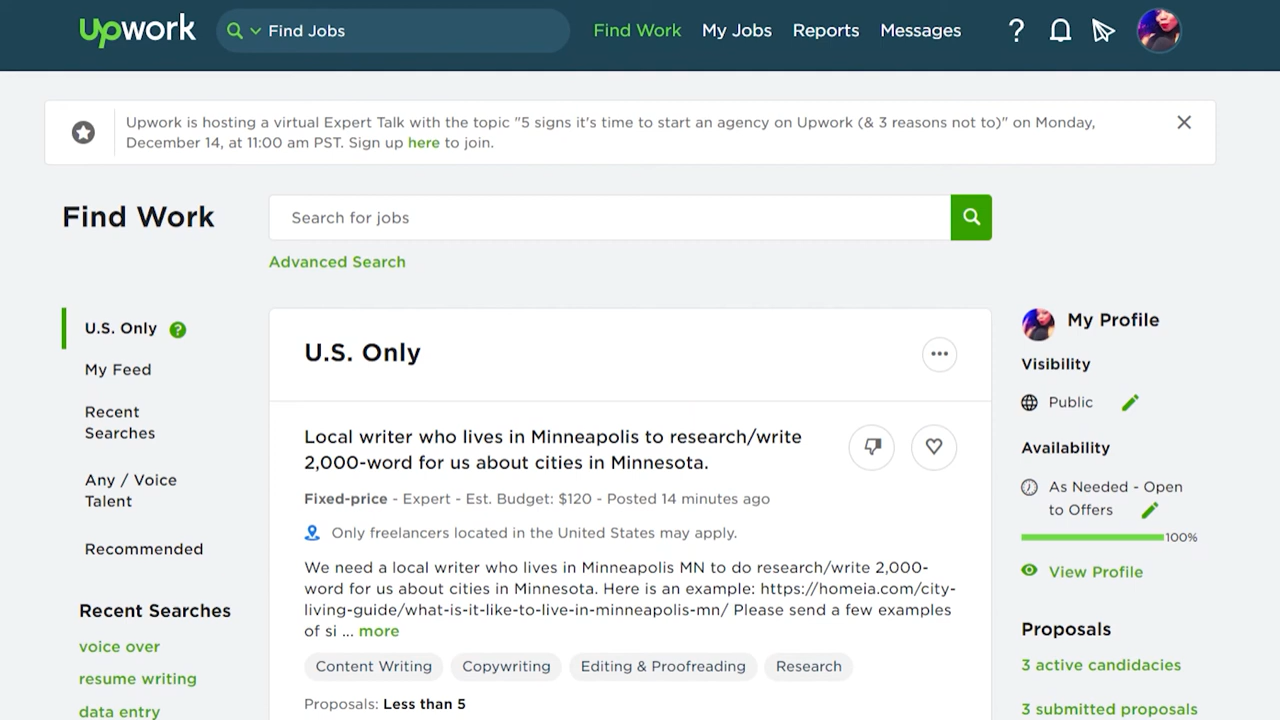 upwork
Find Jobs
Find Work
My Jobs
Reports
Messages
?
Upwork is hosting a virtual Expert Talk with the topic "5 signs it's time to start an agency on Upwork (& 3 reasons not to)" on Monday,
December 14, at 11:00 am PST. Sign up here to join.
Find Work
Search for jobs
Advanced Search
U.S. Only ?
My Feed
Recent
Searches
Any / Voice
Talent
Recommended
Recent Searches
voice over
resume writing
data entry
U.S. Only
Local writer who lives in Minneapolis to research/write
2,000-word for us about cities in Minnesota.
Fixed-price - Expert - Est. Budget: $120 - Posted 14 minutes ago
Only freelancers located in the United States may apply.
We need a local writer who lives in Minneapolis MN to do research/write 2,000-
word for us about cities in Minnesota. Here is an example: https://homeia.com/city-
living-guide/what-is-it-like-to-live-in-minneapolis-mn/ Please send a few examples
of si ... more
Content Writing
Copywriting
Editing & Proofreading
Research
Proposals: Less than 5
My Profile
Visibility
Public
Availability
As Needed - Open
to Offers
100%
View Profile
Proposals
3 active candidacies
3 submitted proposals